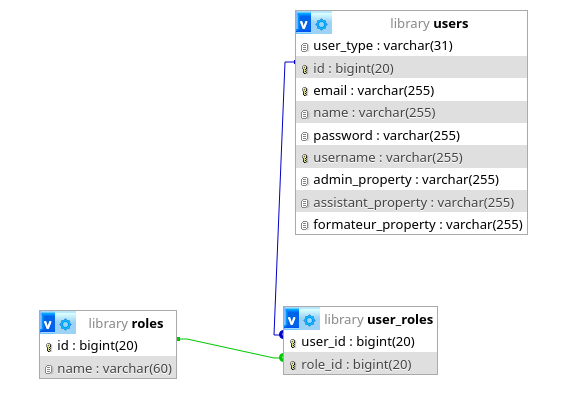 library users
user_type : varchar(31)
id : bigint(20)
email : varchar(255)
name : varchar(255)
password : varchar(255)
username : varchar(255)
admin_property : varchar(255)
assistant_property : varchar(255)
formateur_property : varchar(255)
library roles
id : bigint(20)
name : varchar(60)
library user_roles
user_id : bigint(20)
role_id : bigint(20)